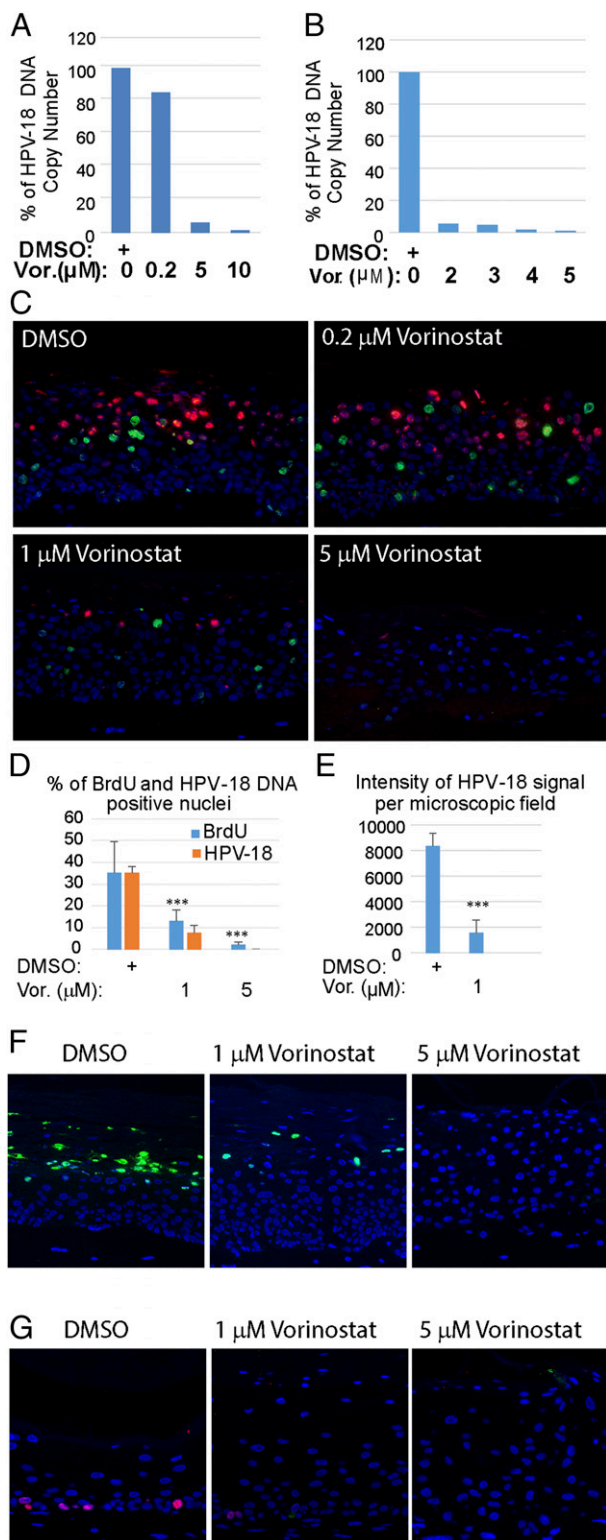 A
120
100
80
60
40
20
0
% of HPV-18 DNA
Copy Number
DMSO: +
Vor.(μM) 0 0.2 5 10
B
120
100
80
60
40
20
0
% of HPV-18 DNA
Copy Number
DMSO: +
Vor. (μM): 0 2 3 4 5
C
DMSO
0.2 μM Vorinostat
1 μM Vorinostat
5 μM Vorinostat
D
% of BrdU and HPV-18 DNA
positive nuclei
60
50
40
30
20
10
0
BrdU
HPV-18
***
***
DMSO: +
Vor. (μM): 1 5
E
Intensity of HPV-18 signal
per microscopic field
10000
8000
6000
4000
2000
0
***
DMSO: +
Vor. (μM): 1
F
DMSO
1 μM Vorinostat
5 μM Vorinostat
G
DMSO
1 μM Vorinostat
5 μM Vorinostat